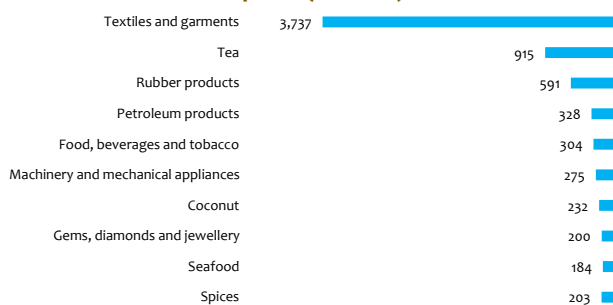 Textiles and garments 3,737
Tea 915
Rubber products 591
Petroleum products 328
Food, beverages and tobacco 304
Machinery and mechanical appliances 275
Coconut 232
Gems, diamonds and jewellery 200
Seafood 184
Spices 203